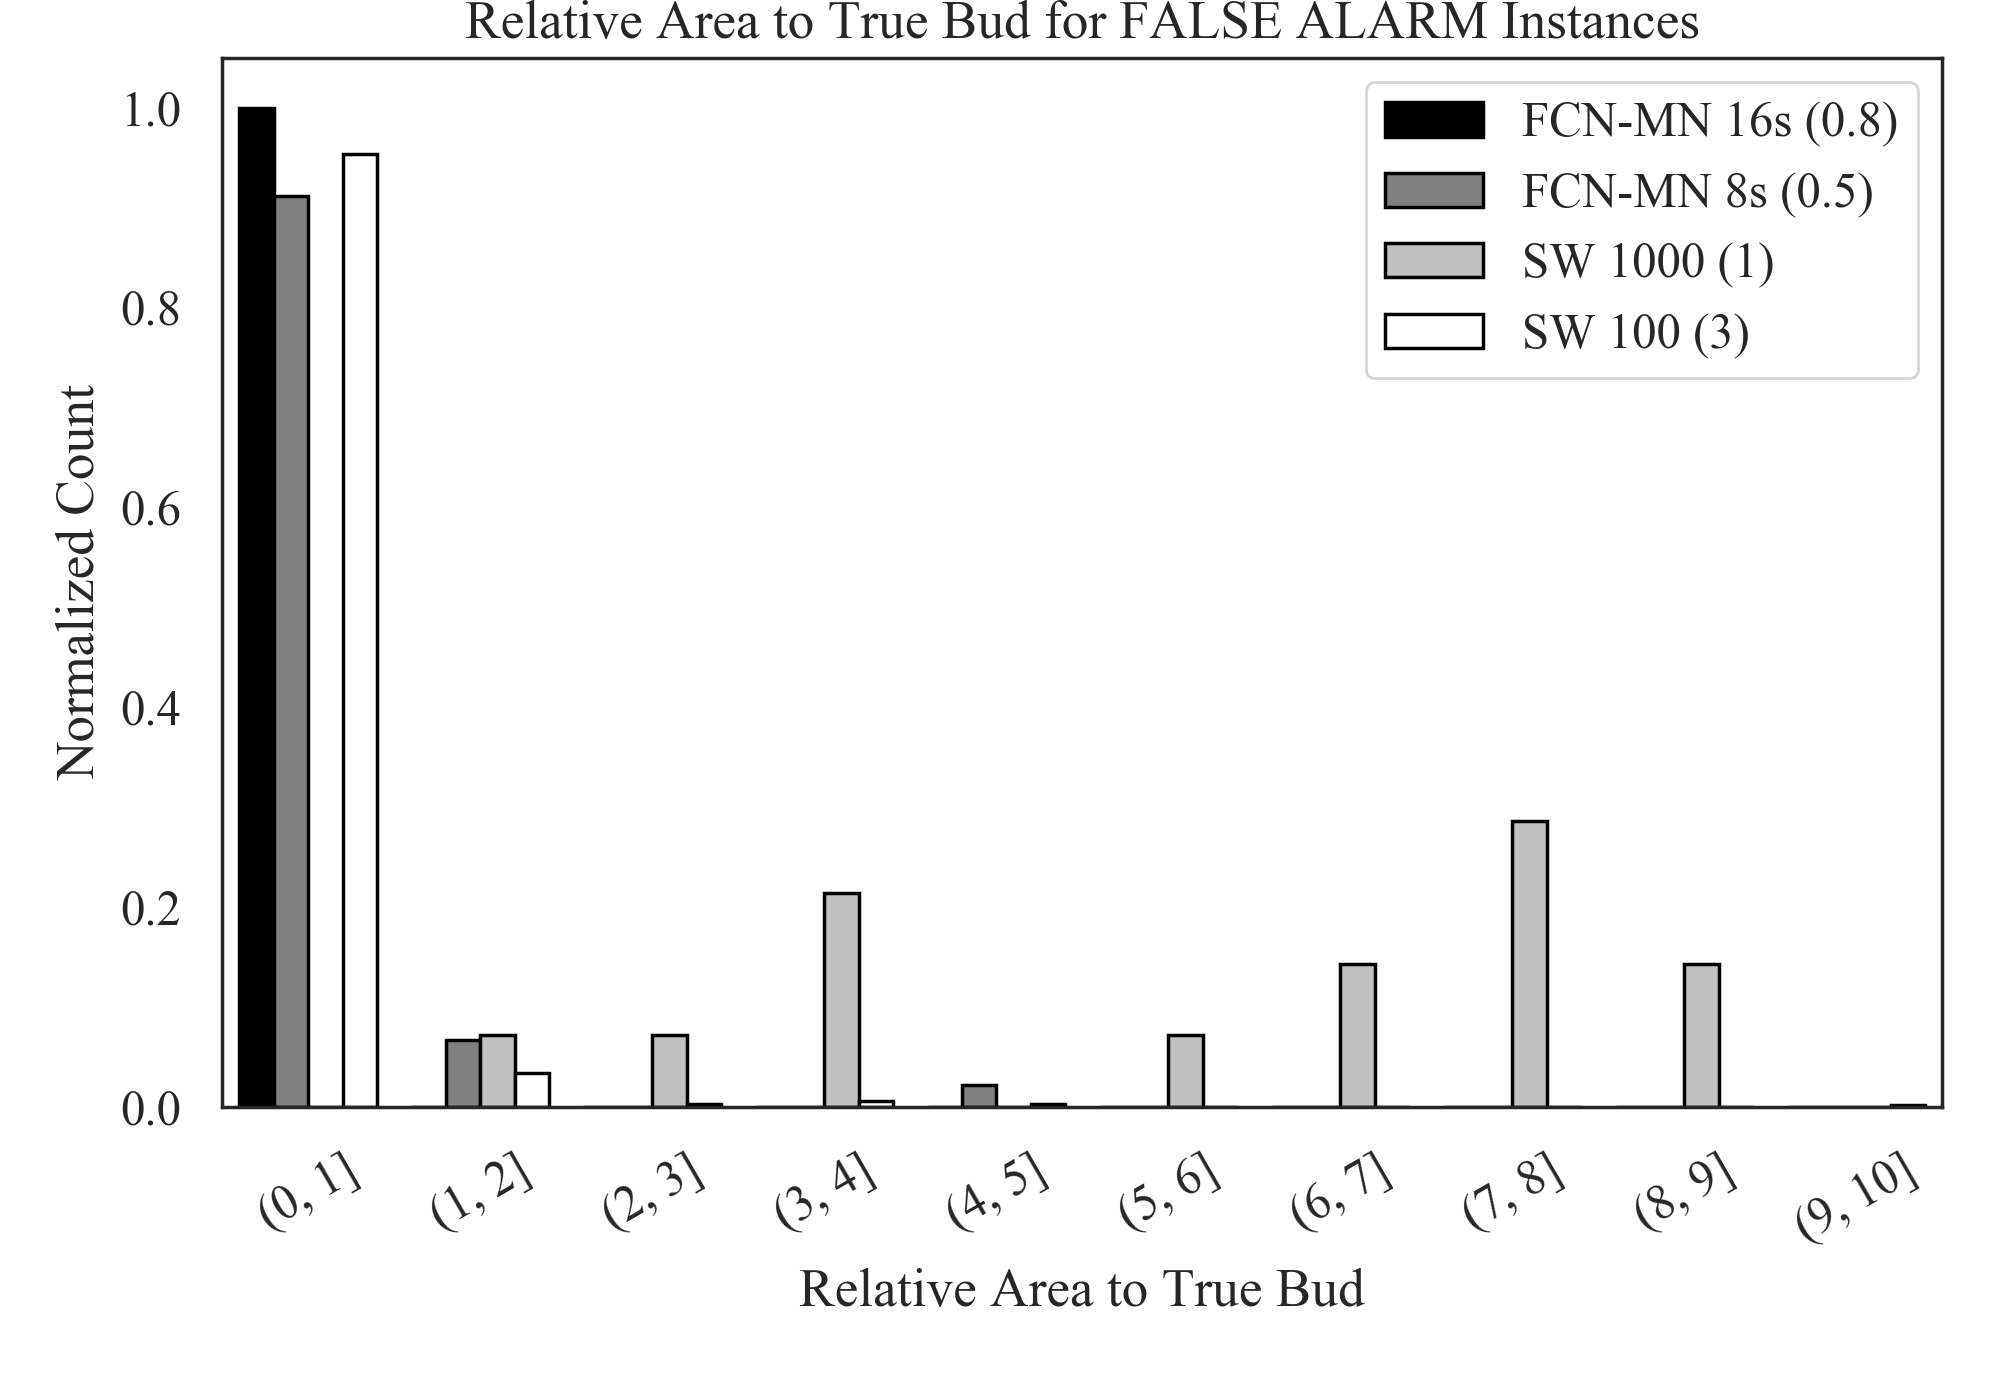 Relative Area to True Bud for FALSE ALARM Instances
1.0
0.8
0.6
0.4
0.2
0.0
Normalized Count
FCN-MN 16s (0.8)
FCN-MN 8s (0.5)
SW 1000 (1)
SW 100 (3)
(0, 1]
(1, 2]
(2, 3]
(3, 4]
(4, 5]
(5, 6]
(6, 7]
(7, 8]
(8, 9]
(9, 10]
Relative Area to True Bud